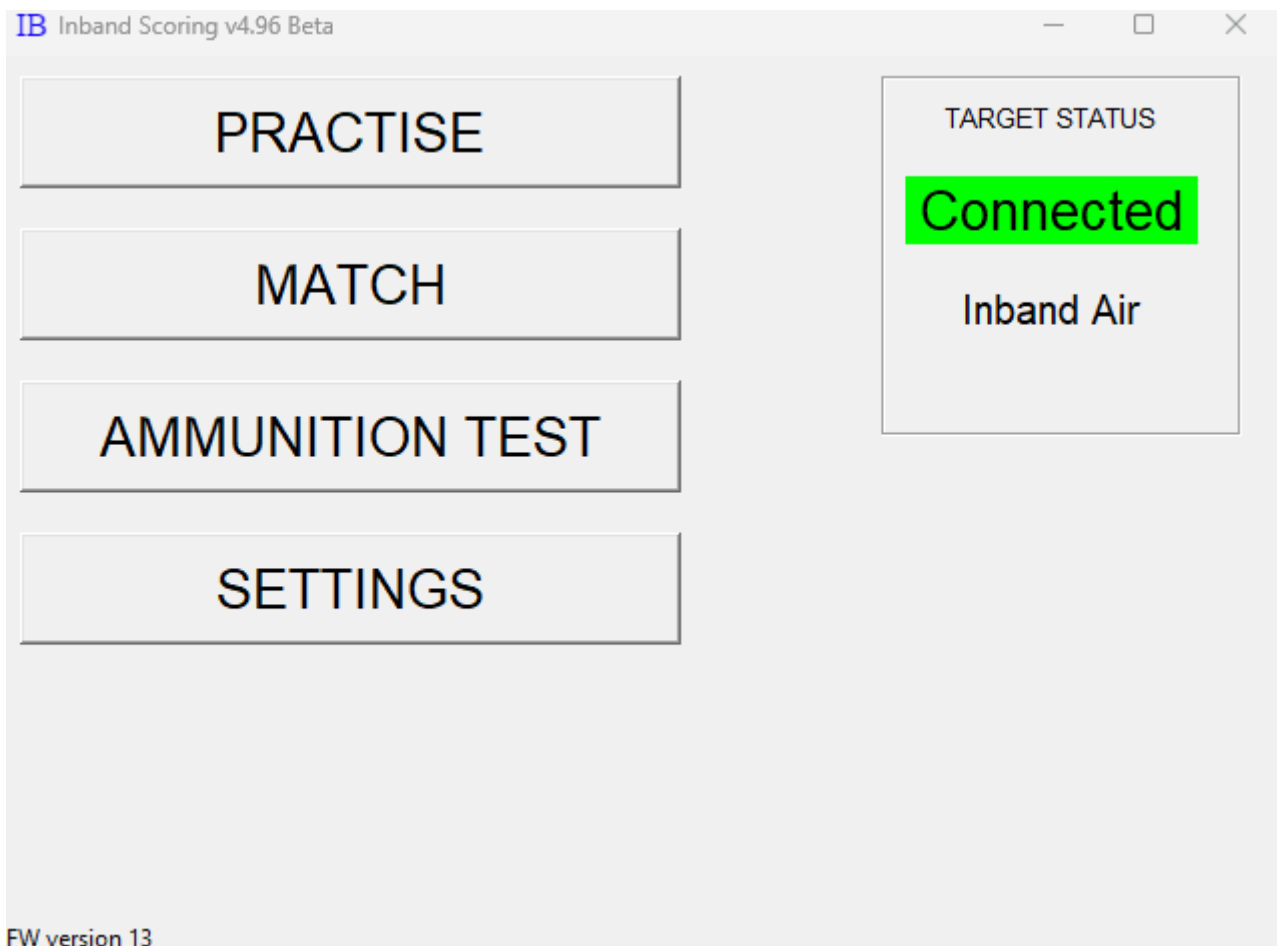 IB Inband Scoring v4.96 Beta
PRACTISE
MATCH
AMMUNITION TEST
SETTINGS
TARGET STATUS
Connected
Inband Air
FW version 13